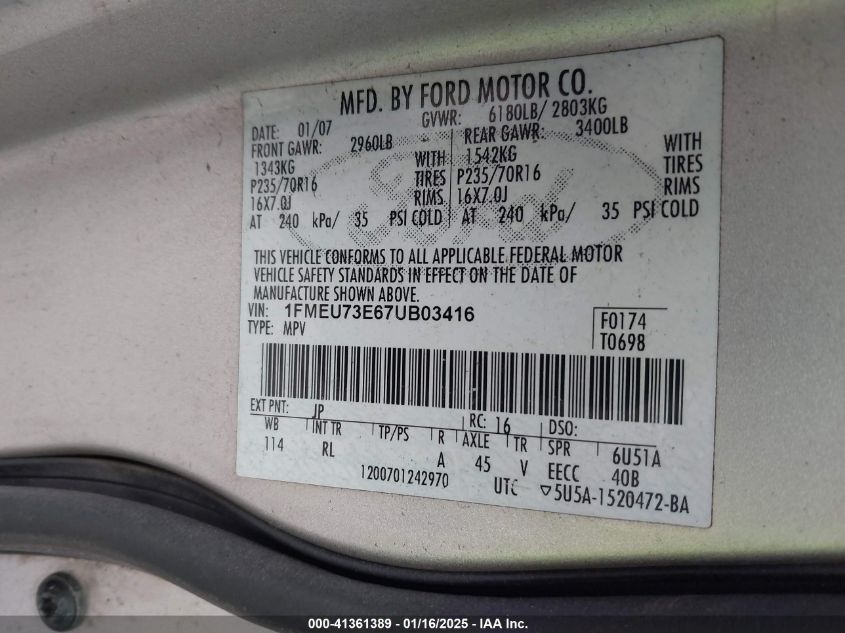 MFD. BY FORD MOTOR CO.
DATE: 01/07 GVWR: 6180LB/ 2803KG
FRONT GAWR: 2960LB REAR GAWR: 3400LB
1343KG WITH 1542KG WITH
P235/70R16 TIRES P235/70R16 TIRES
16X7.0J RIMS 16X7.0J RIMS
AT 240 kPa/ 35 PSI COLD AT 240 kPa/ 35 PSI COLD
THIS VEHICLE CONFORMS TO ALL APPLICABLE FEDERAL MOTOR
VEHICLE SAFETY STANDARDS IN EFFECT ON THE DATE OF
MANUFACTURE SHOWN ABOVE.
VIN: 1FMEU73E67UB03416 F0174
TYPE: MPV T0698
EXT PNT: JP RC: 16 DSO:
WB INT TR TP/PS R AXLE TR SPR 6U51A
114 RL A 45 V EECC 40B
1200701242970 UTC ▽5U5A-1520472-BA
000-41361389 - 01/16/2025 - IAA Inc.